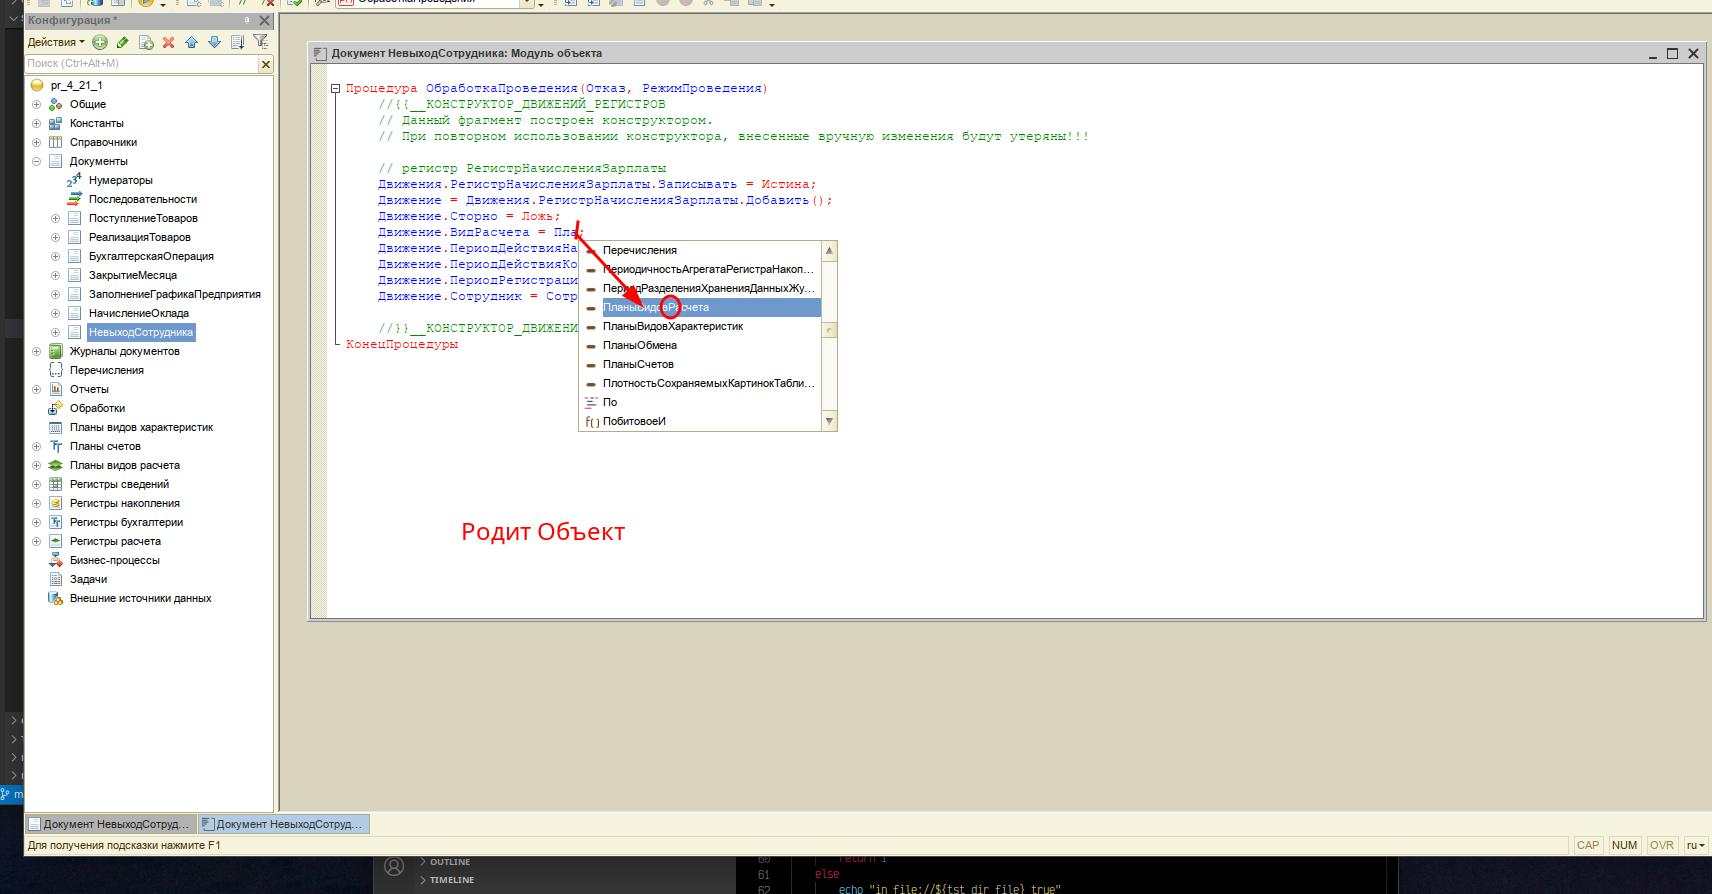 ОбработкаПроведения
Конфигурация *
Действия
Поиск (Ctrl+Alt+M)
pr_4_21_1
Общие
Константы
Справочники
Документы
Нумераторы
Последовательности
ПоступлениеТоваров
РеализацияТоваров
БухгалтерскаяОперация
ЗакрытиеМесяца
ЗаполнениеГрафикаПредприятия
НачислениеОклада
НевыходСотрудника
Журналы документов
Перечисления
Отчеты
Обработки
Планы видов характеристик
Планы счетов
Планы видов расчета
Регистры сведений
Регистры накопления
Регистры бухгалтерии
Регистры расчета
Бизнес-процессы
Задачи
Внешние источники данных
Документ НевыходСотрудника: Модуль объекта
Процедура ОбработкаПроведения(Отказ, РежимПроведения)
//{{__КОНСТРУКТОР_ДВИЖЕНИЙ_РЕГИСТРОВ
// Данный фрагмент построен конструктором.
// При повторном использовании конструктора, внесенные вручную изменения будут утеряны!!!
// регистр РегистрНачисленияЗарплаты
Движения.РегистрНачисленияЗарплаты.Записывать = Истина;
Движение = Движения.РегистрНачисленияЗарплаты.Добавить();
Движение.Сторно = Ложь;
Движение.ВидРасчета = Пла;
Движение.ПериодДействияНа
Движение.ПериодДействияКо
Движение.ПериодРегистраци
Движение.Сотрудник = Сотр
//}}__КОНСТРУКТОР_ДВИЖЕНИ
КонецПроцедуры
Перечисления
ПериодичностьАгрегатаРегистраНакоп...
ПериодРазделенияХраненияДанныхЖу...
ПланыВидовРасчета
ПланыВидовХарактеристик
ПланыОбмена
ПланыСчетов
ПлотностьСохраняемыхКартинокТабли...
По
ПобитовоеИ
Родит Объект
Документ НевыходСотруд...
Документ НевыходСотруд...
Для получения подсказки нажмите F1
CAP
NUM
OVR
ru
OUTLINE
TIMELINE
60
61 else
62 echo "in file://${tst_dir_file} true"